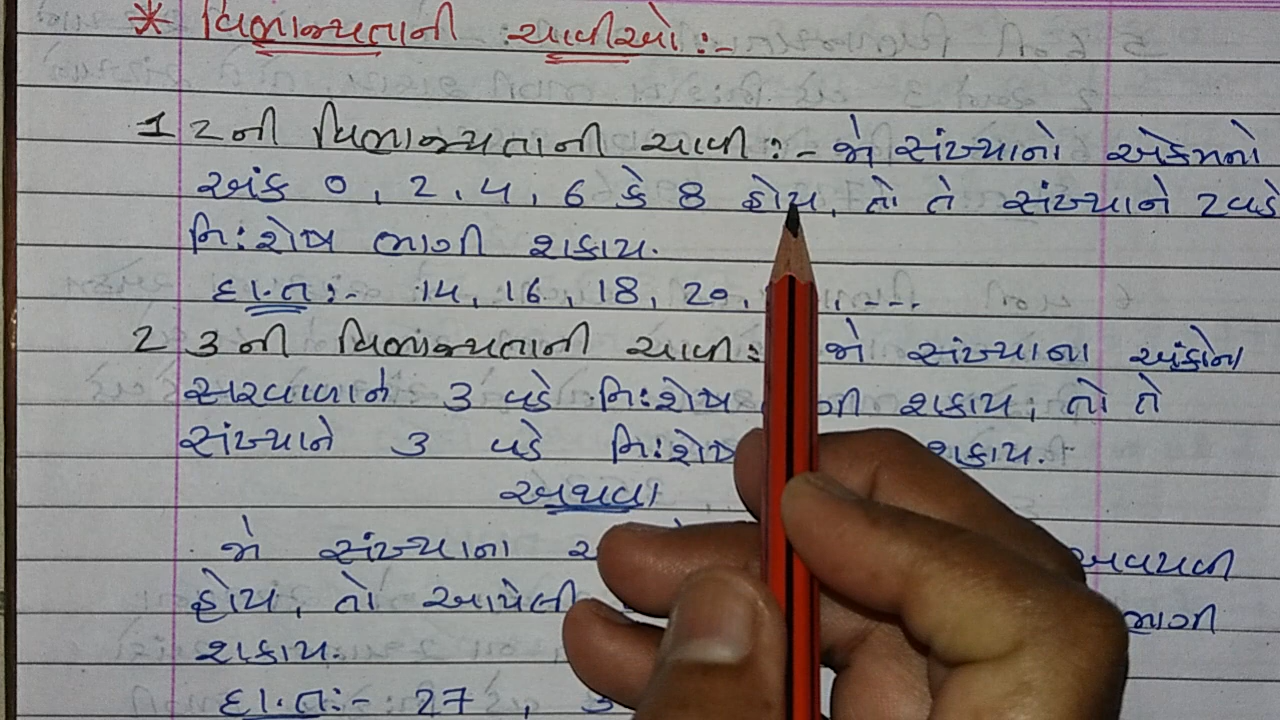 * વિભાજ્યતાની ચાવીઓ :-
1 2ની વિભાજ્યતાની ચાવી :- જે સંખ્યાનો એકમનો
અંક 0, 2, 4, 6 કે 8 હોય, તો તે સંખ્યાને 2 વડે
નિઃશેષ ભાગી શકાય.
દા.ત :- 14, 16, 18, 20,
2 3ની વિભાજ્યતાની ચાવી : જે સંખ્યાના અંકોના
સરવાળાને 3 વડે નિઃશેષ શકાય, તો તે
સંખ્યાને 3 વડે નિઃશેષ શકાય.
અથવા
જે સંખ્યાના અવયવી
હોય, તો આપેલી ભાગી
શકાય.
દા.ત :- 27,